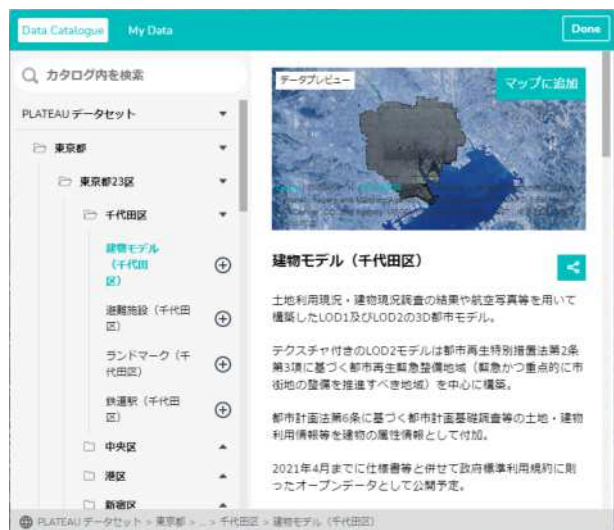 Data Catalogue
My Data
Done
カタログ内を検索
PLATEAU データセット
東京都
東京都23区
千代田区
建物モデル
（千代田
区）
避難施設（千代田
区）
ランドマーク（千
代田区）
鉄道駅（千代田
区）
中央区
港区
新宿区
データプレビュー
マップに追加
建物モデル（千代田区）
土地利用現況・建物現況調査の結果や航空写真等を用いて
構築したLOD1及びLOD2の3D都市モデル。
テクスチャ付きのLOD2モデルは都市再生特別措置法第2条
第3項に基づく都市再生緊急整備地域（緊急かつ重点的に市
街地の整備を推進すべき地域）を中心に構築。
都市計画法第6条に基づく都市計画基礎調査等の土地・建物
利用情報等を建物の属性情報として付加。
2021年4月までに仕様書等と併せて政府標準利用規約に則
ったオープンデータとして公開予定。
PLATEAU データセット > 東京都 > ... > 千代田区 > 建物モデル（千代田区）